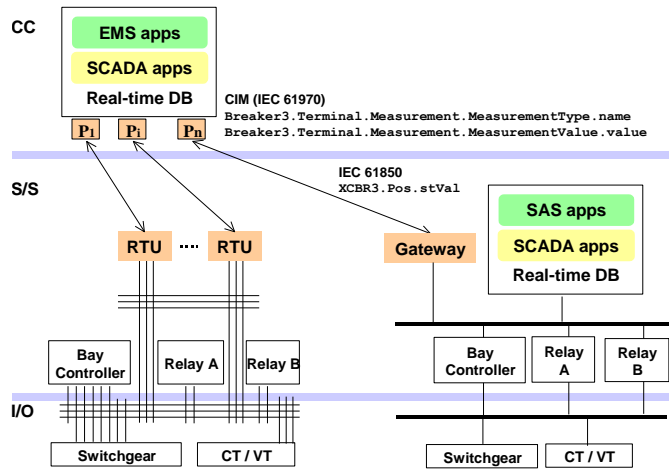 CC
EMS apps
SCADA apps
Real-time DB
P1
Pi
Pn
CIM (IEC 61970)
Breaker3.Terminal.Measurement.MeasurementType.name
Breaker3.Terminal.Measurement.MeasurementValue.value
IEC 61850
XCBR3.Pos.stVal
S/S
SAS apps
SCADA apps
Real-time DB
RTU
RTU
Gateway
Bay
Controller
Relay A
Relay B
Bay
Controller
Relay
A
Relay
B
I/O
Switchgear
CT / VT
Switchgear
CT / VT